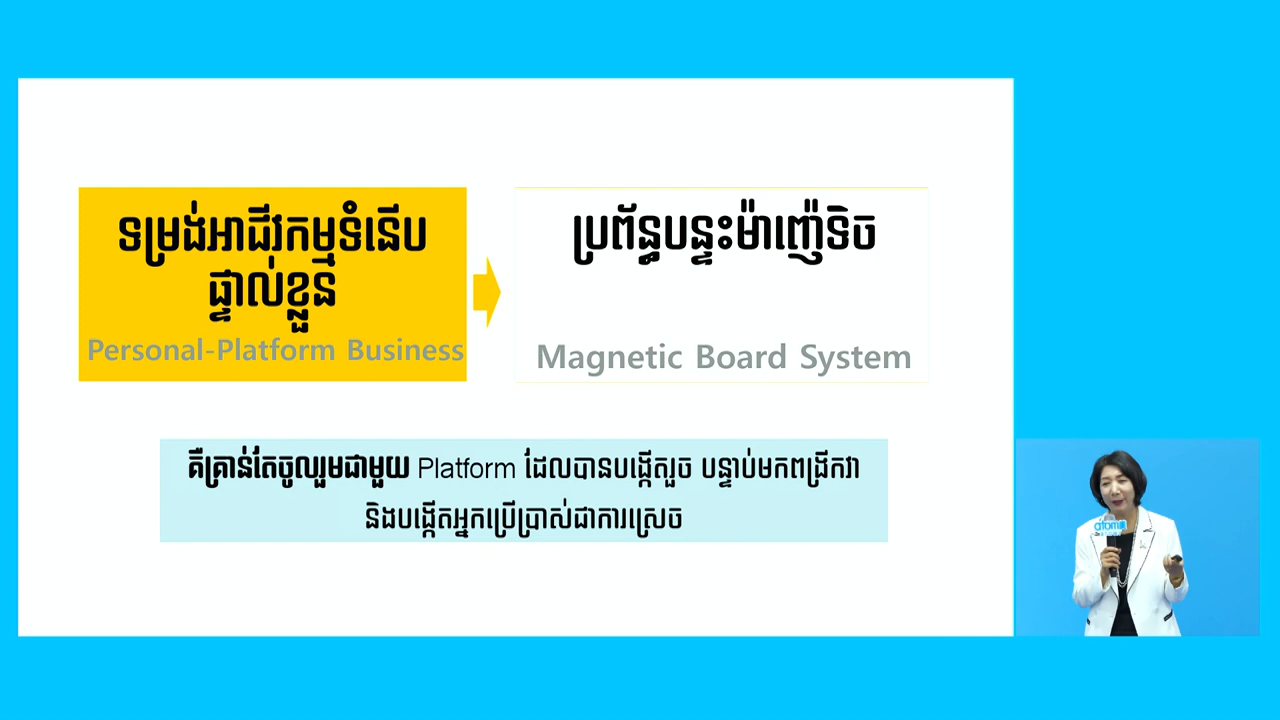 ទម្រង់អាជីវកម្មទំនើប
ផ្ទាល់ខ្លួន
Personal-Platform Business
ប្រព័ន្ធបន្ទះម៉ាញ៉េទិច
Magnetic Board System
គឺគ្រាន់តែចូលរួមជាមួយ Platform ដែលបានបង្កើតរួច បន្ទាប់មកពង្រីកវា
និងបង្កើតអ្នកប្រើប្រាស់ជាការស្រេច
atomy